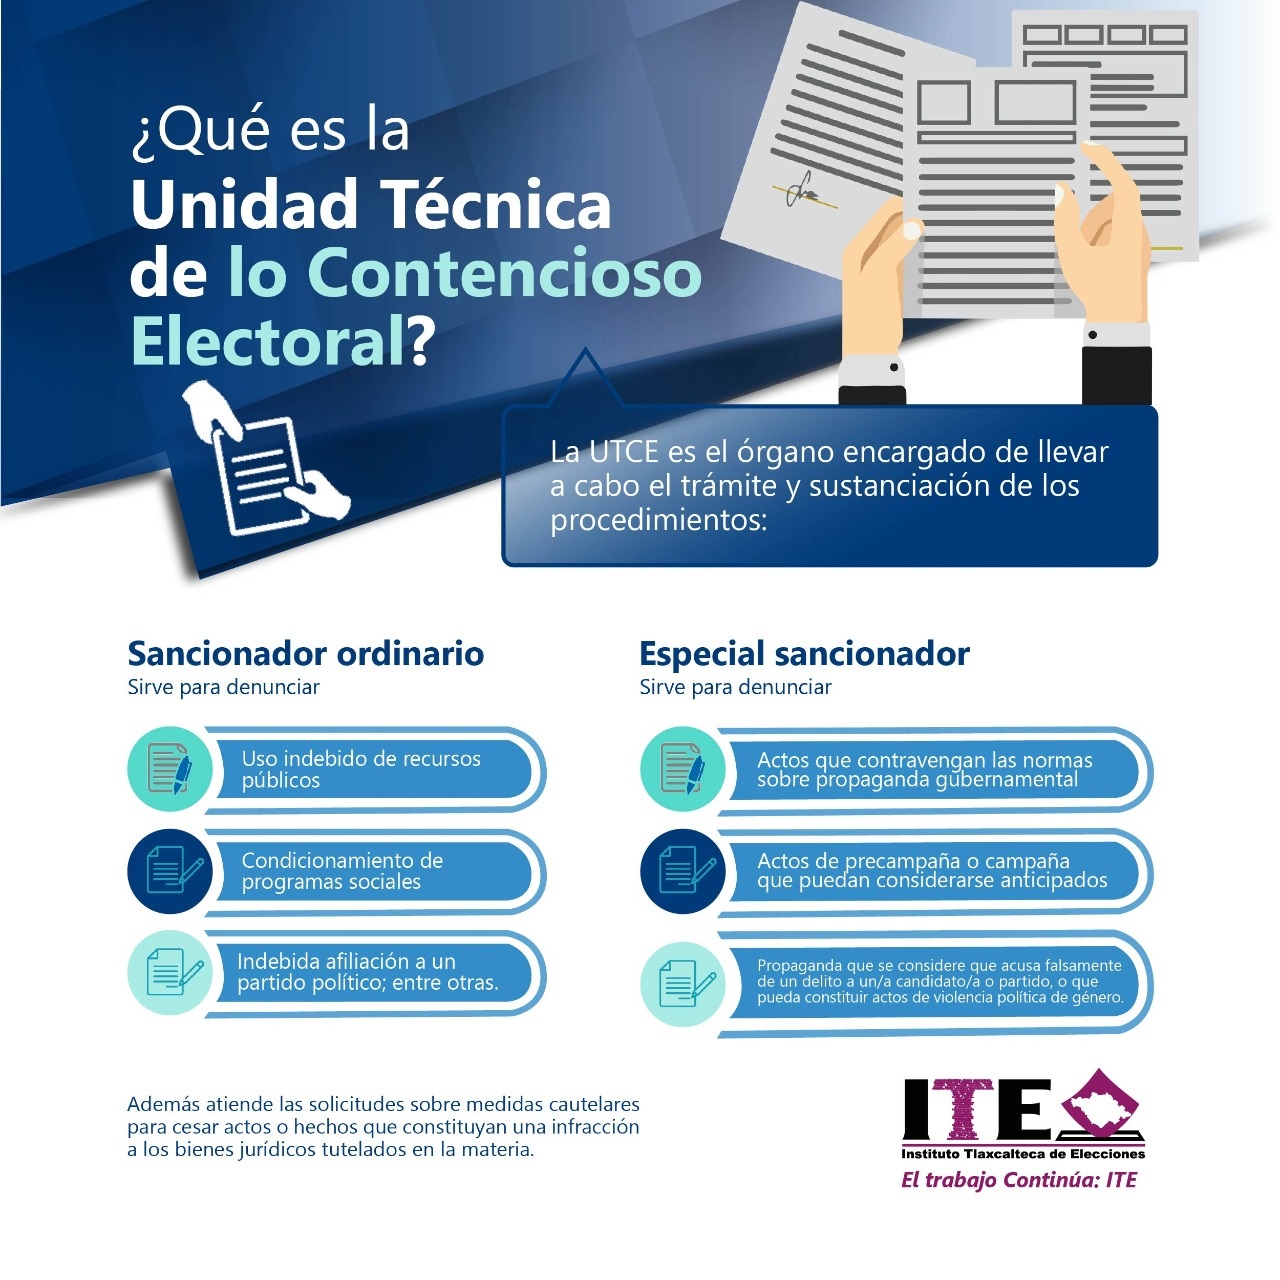 ¿Qué es la
Unidad Técnica
de lo Contencioso
Electoral?
La UTCE es el órgano encargado de llevar
a cabo el trámite y sustanciación de los
procedimientos:
Sancionador ordinario
Sirve para denunciar
Uso indebido de recursos
públicos
Condicionamiento de
programas sociales
Indebida afiliación a un
partido político; entre otras.
Especial sancionador
Sirve para denunciar
Actos que contravengan las normas
sobre propaganda gubernamental
Actos de precampaña o campaña
que puedan considerarse anticipados
Propaganda que se considere que acusa falsamente
de un delito a un/a candidato/a o partido, o que
pueda constituir actos de violencia política de género.
Además atiende las solicitudes sobre medidas cautelares
para cesar actos o hechos que constituyan una infracción
a los bienes jurídicos tutelados en la materia.
ITE
Instituto Tlaxcalteca de Elecciones
El trabajo Continúa: ITE